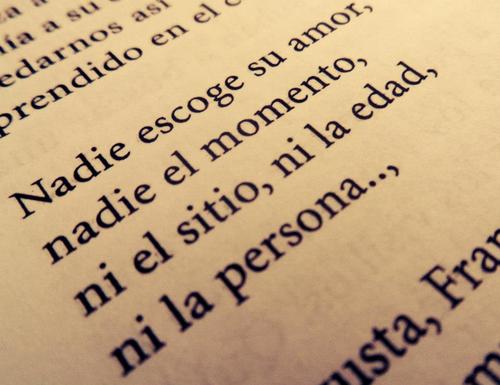 nía a su
edarnos así
prendido en el
Nadie escoge su amor,
nadie el momento,
ni el sitio, ni la edad,
ni la persona..,
usta, Fran